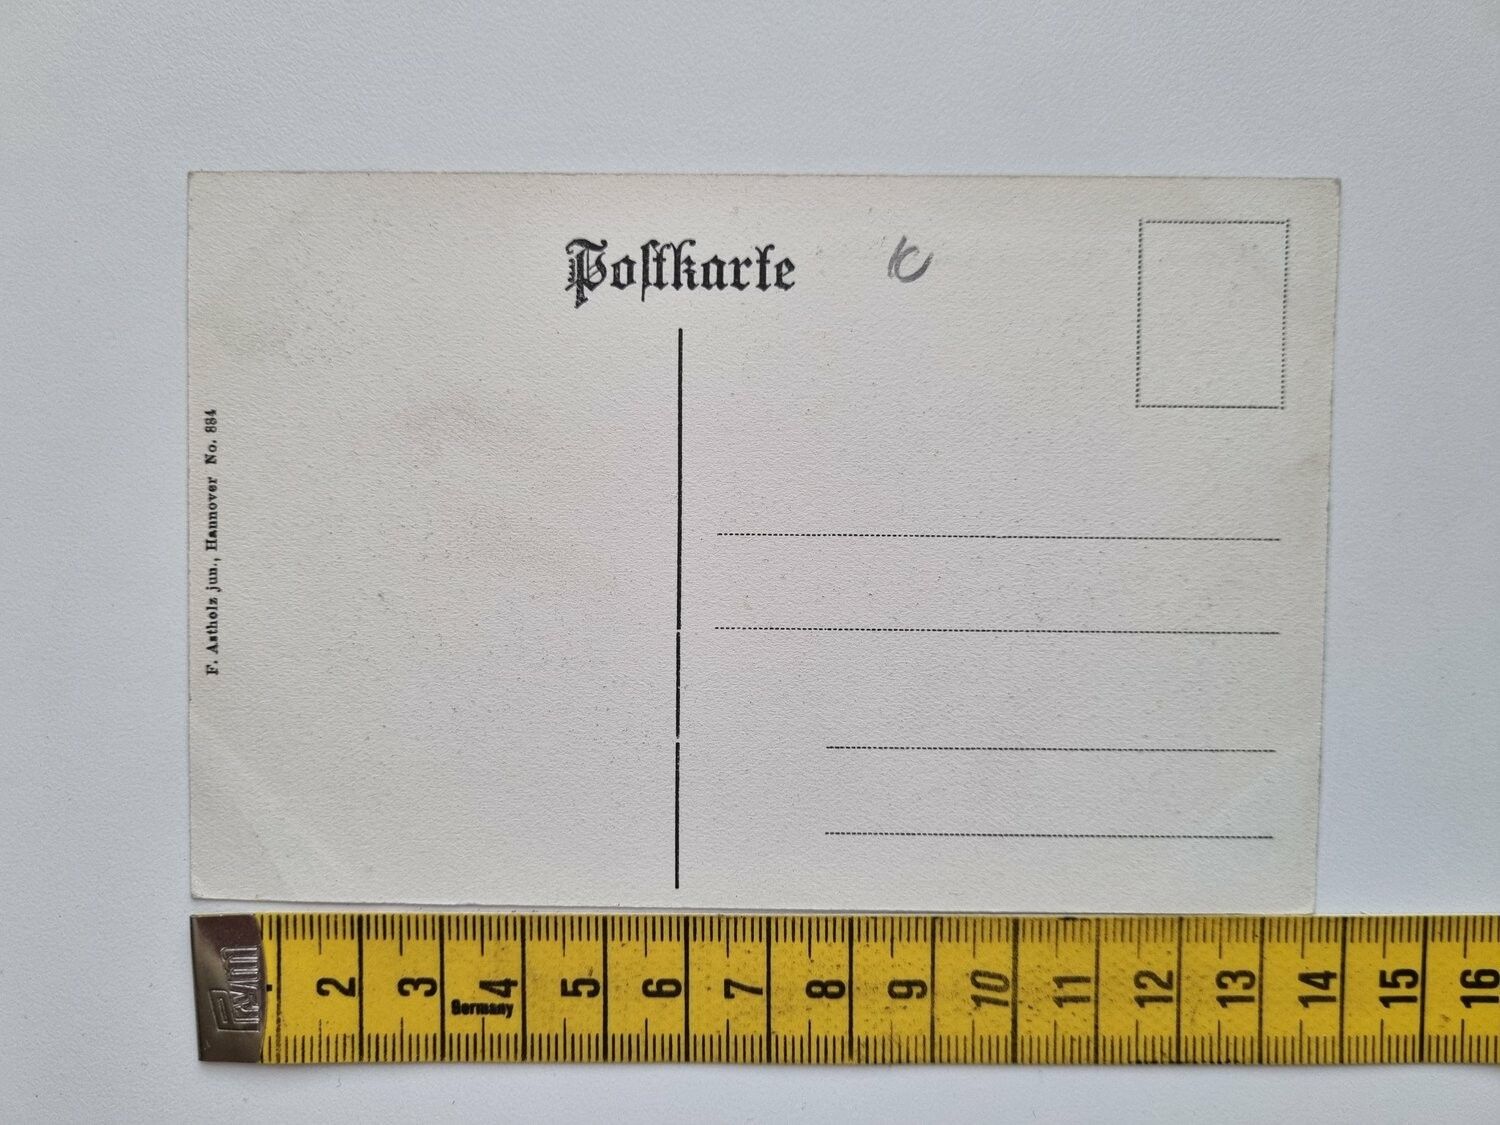 Postkarte
F. Astholz jun., Hannover No. 884
Prym
2 3 4 5 6 7 8 9 10 11 12 13 14 15 16
Germany